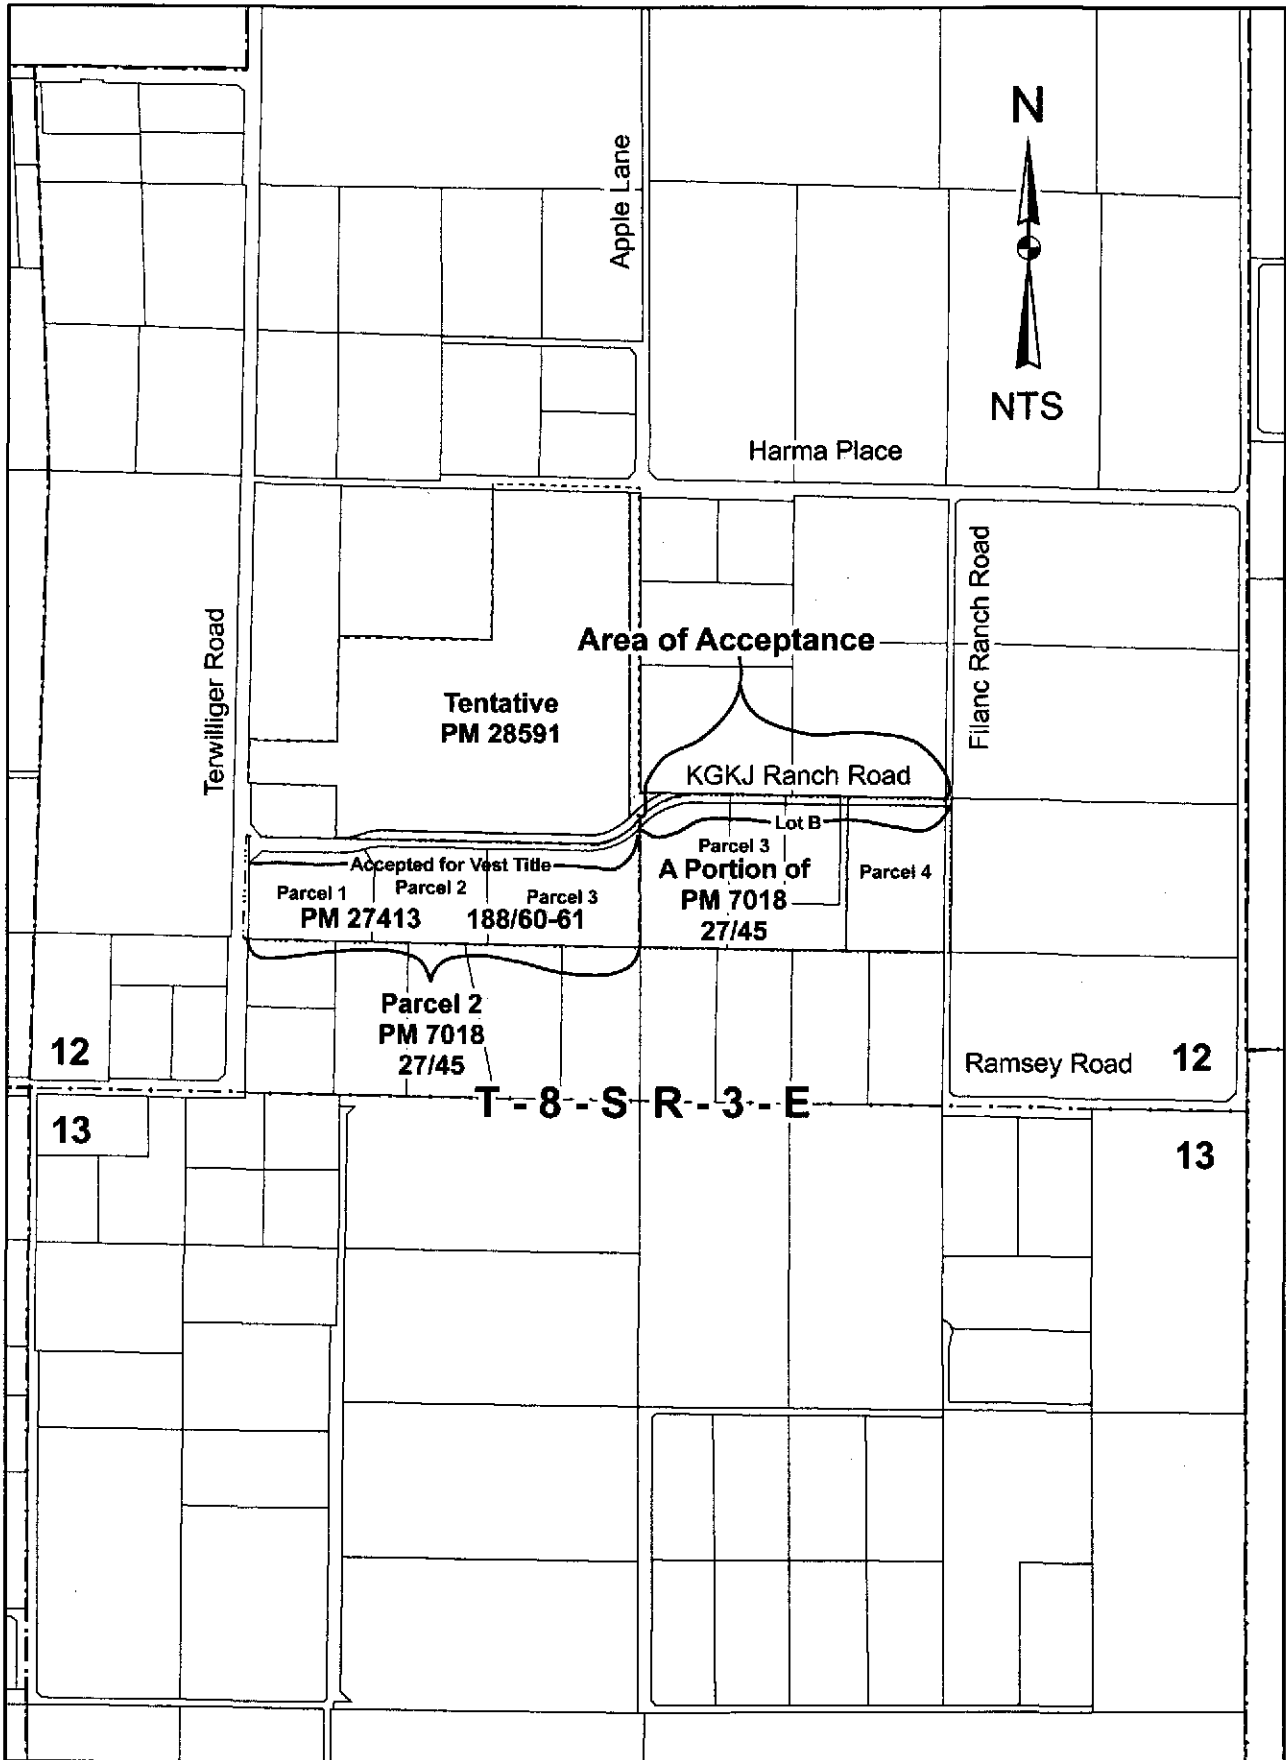 N
NTS
Apple Lane
Harma Place
Terwilliger Road
Filanc Ranch Road
Area of Acceptance
Tentative
PM 28591
KGKJ Ranch Road
Lot B
Accepted for Vest Title
Parcel 1
Parcel 2
Parcel 3
PM 27413
188/60-61
Parcel 3
A Portion of
PM 7018
27/45
Parcel 4
Parcel 2
PM 7018
27/45
12
Ramsey Road
12
T-8-S R-3-E
13
13